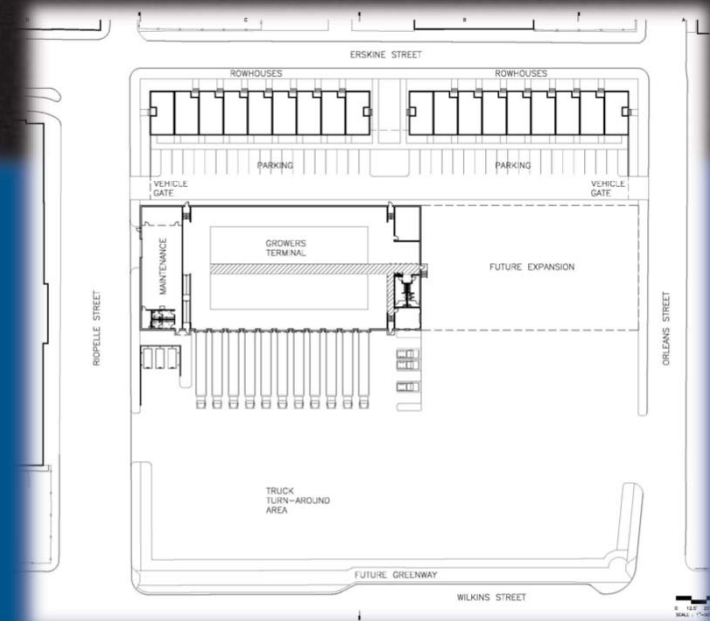 ERSKINE STREET
ROWHOUSES
ROWHOUSES
PARKING
PARKING
VEHICLE
GATE
VEHICLE
GATE
MAINTENANCE
GROWERS
TERMINAL
FUTURE EXPANSION
RIOPELLE STREET
ORLEANS STREET
TRUCK
TURN-AROUND
AREA
FUTURE GREENWAY
WILKINS STREET